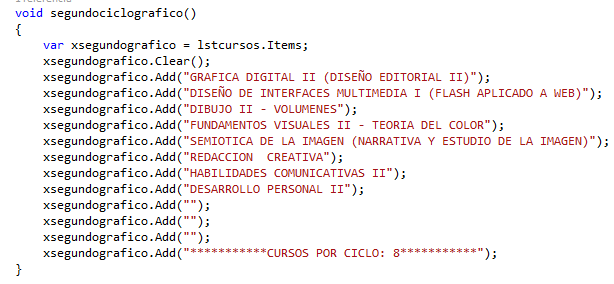 1 referencia
void segundociclografico()
{
var xsegundografico = lstcursos.Items;
xsegundografico.Clear();
xsegundografico.Add("GRAFICA DIGITAL II (DISEÑO EDITORIAL II)");
xsegundografico.Add("DISEÑO DE INTERFACES MULTIMEDIA I (FLASH APLICADO A WEB)");
xsegundografico.Add("DIBUJO II - VOLUMENES");
xsegundografico.Add("FUNDAMENTOS VISUALES II - TEORIA DEL COLOR");
xsegundografico.Add("SEMIOTICA DE LA IMAGEN (NARRATIVA Y ESTUDIO DE LA IMAGEN)");
xsegundografico.Add("REDACCION  CREATIVA");
xsegundografico.Add("HABILIDADES COMUNICATIVAS II");
xsegundografico.Add("DESARROLLO PERSONAL II");
xsegundografico.Add("");
xsegundografico.Add("");
xsegundografico.Add("");
xsegundografico.Add("***********CURSOS POR CICLO: 8***********");
}